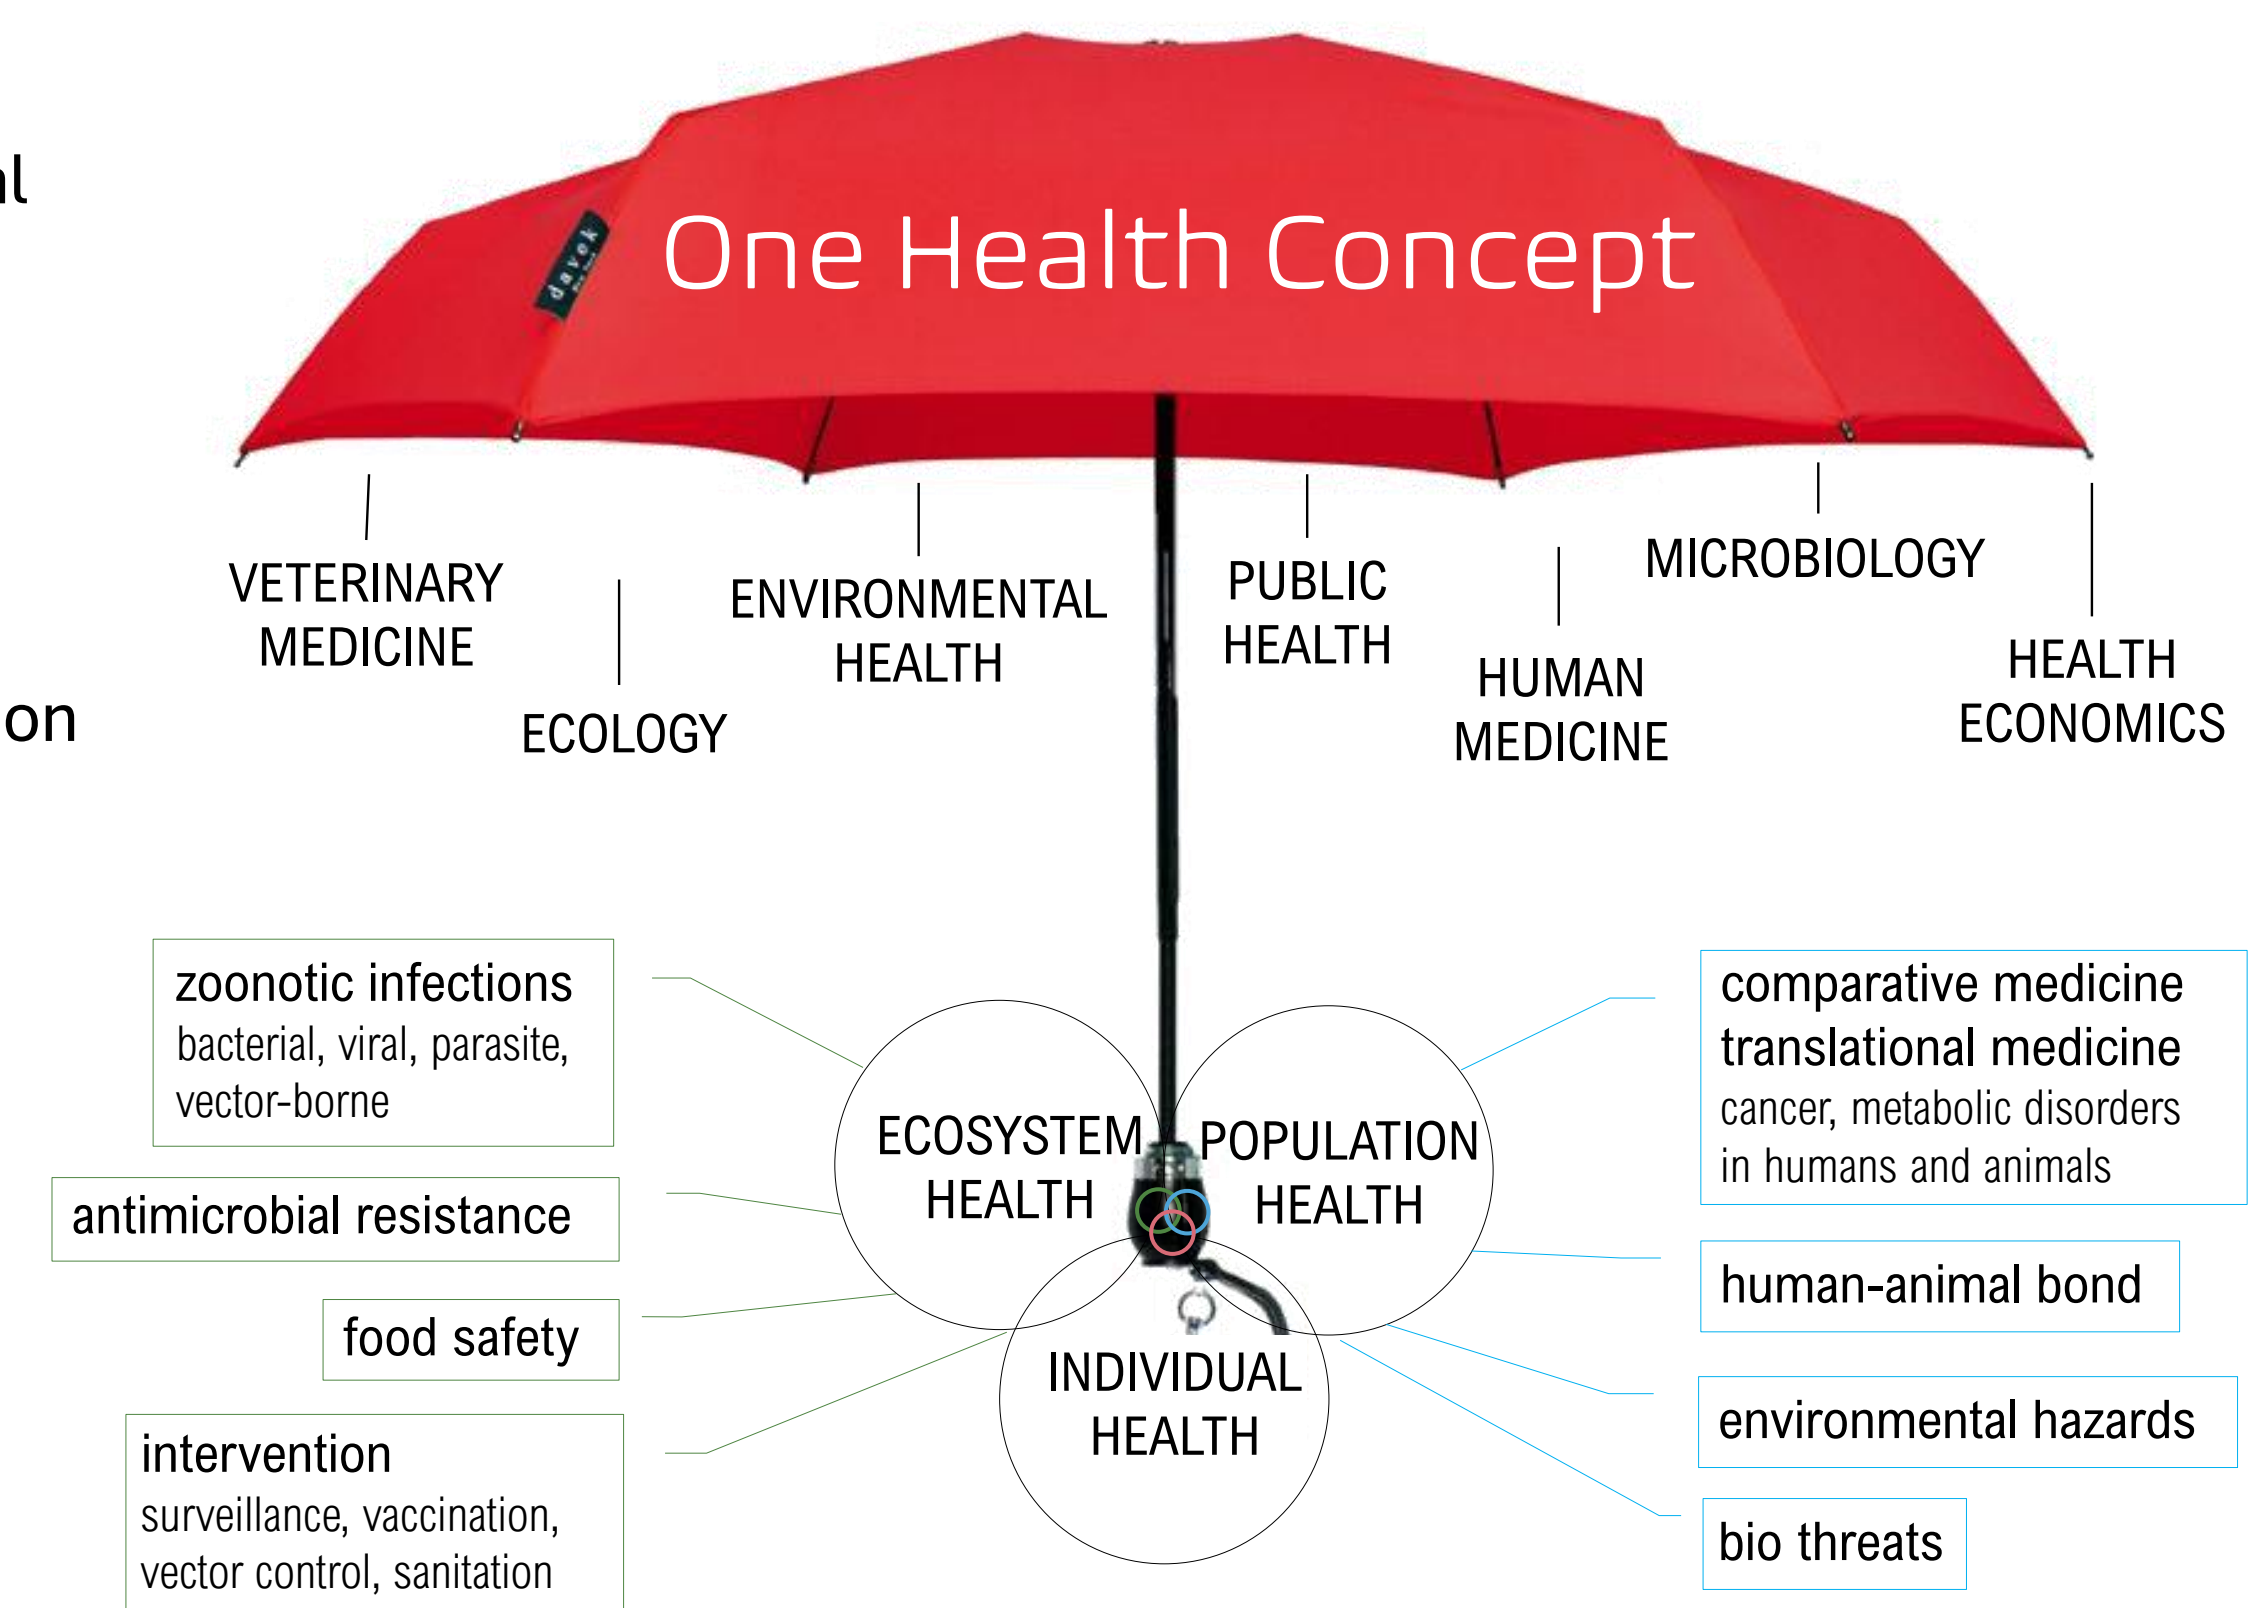 al
on
One Health Concept
davek
VETERINARY
MEDICINE
ECOLOGY
ENVIRONMENTAL
HEALTH
PUBLIC
HEALTH
HUMAN
MEDICINE
MICROBIOLOGY
HEALTH
ECONOMICS
zoonotic infections
bacterial, viral, parasite,
vector-borne
antimicrobial resistance
food safety
intervention
surveillance, vaccination,
vector control, sanitation
ECOSYSTEM
HEALTH
POPULATION
HEALTH
INDIVIDUAL
HEALTH
comparative medicine
translational medicine
cancer, metabolic disorders
in humans and animals
human-animal bond
environmental hazards
bio threats